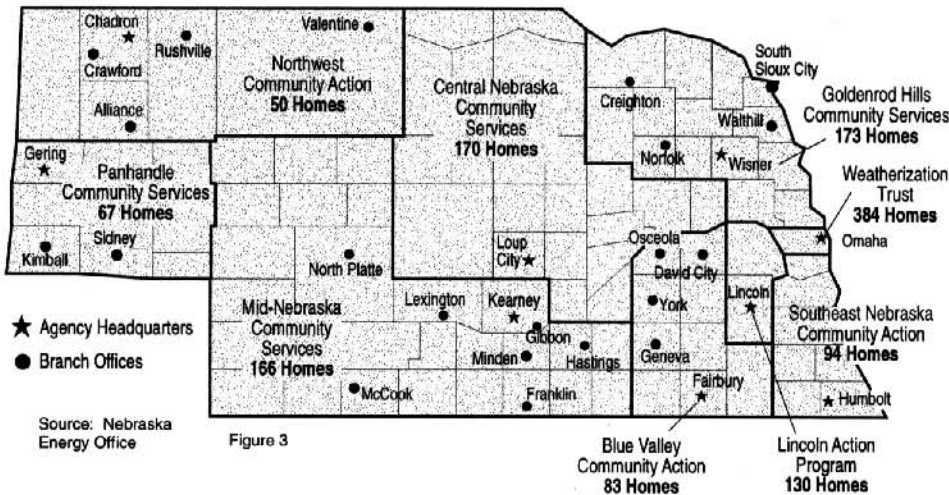 Chadron
Crawford
Rushville
Valentine
Alliance
Northwest
Community Action
50 Homes
Gering
Panhandle
Community Services
67 Homes
Kimball
Sidney
Central Nebraska
Community
Services
170 Homes
Loup
City
Creighton
Norfolk
Wisner
Walthill
South
Sioux City
Goldenrod Hills
Community Services
173 Homes
Weatherization
Trust
384 Homes
Omaha
North Platte
Mid-Nebraska
Community
Services
166 Homes
Lexington
Kearney
Gibbon
Minden
Hastings
McCook
Franklin
Osceola
David City
York
Geneva
Fairbury
Lincoln
Southeast Nebraska
Community Action
94 Homes
Humbolt
Agency Headquarters
Branch Offices
Source: Nebraska
Energy Office
Figure 3
Blue Valley
Community Action
83 Homes
Lincoln Action
Program
130 Homes